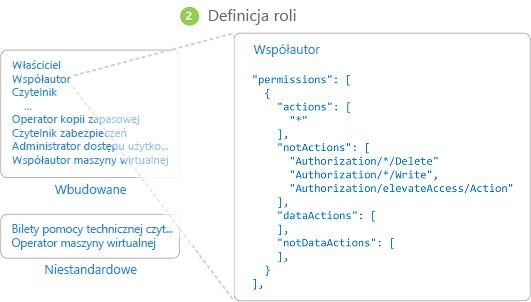 2 Definicja roli
Właściciel
Współautor
Czytelnik
...
Operator kopii zapasowej
Czytelnik zabezpieczeń
Administrator dostępu użytko...
Współautor maszyny wirtualnej
Wbudowane
Bilety pomocy technicznej czyt...
Operator maszyny wirtualnej
Niestandardowe
Współautor
"permissions": [
{
"actions": [
"*"
],
"notActions": [
"Authorization/*/Delete"
"Authorization/*/Write",
"Authorization/elevateAccess/Action"
],
"dataActions": [
],
"notDataActions": [
],
}
],